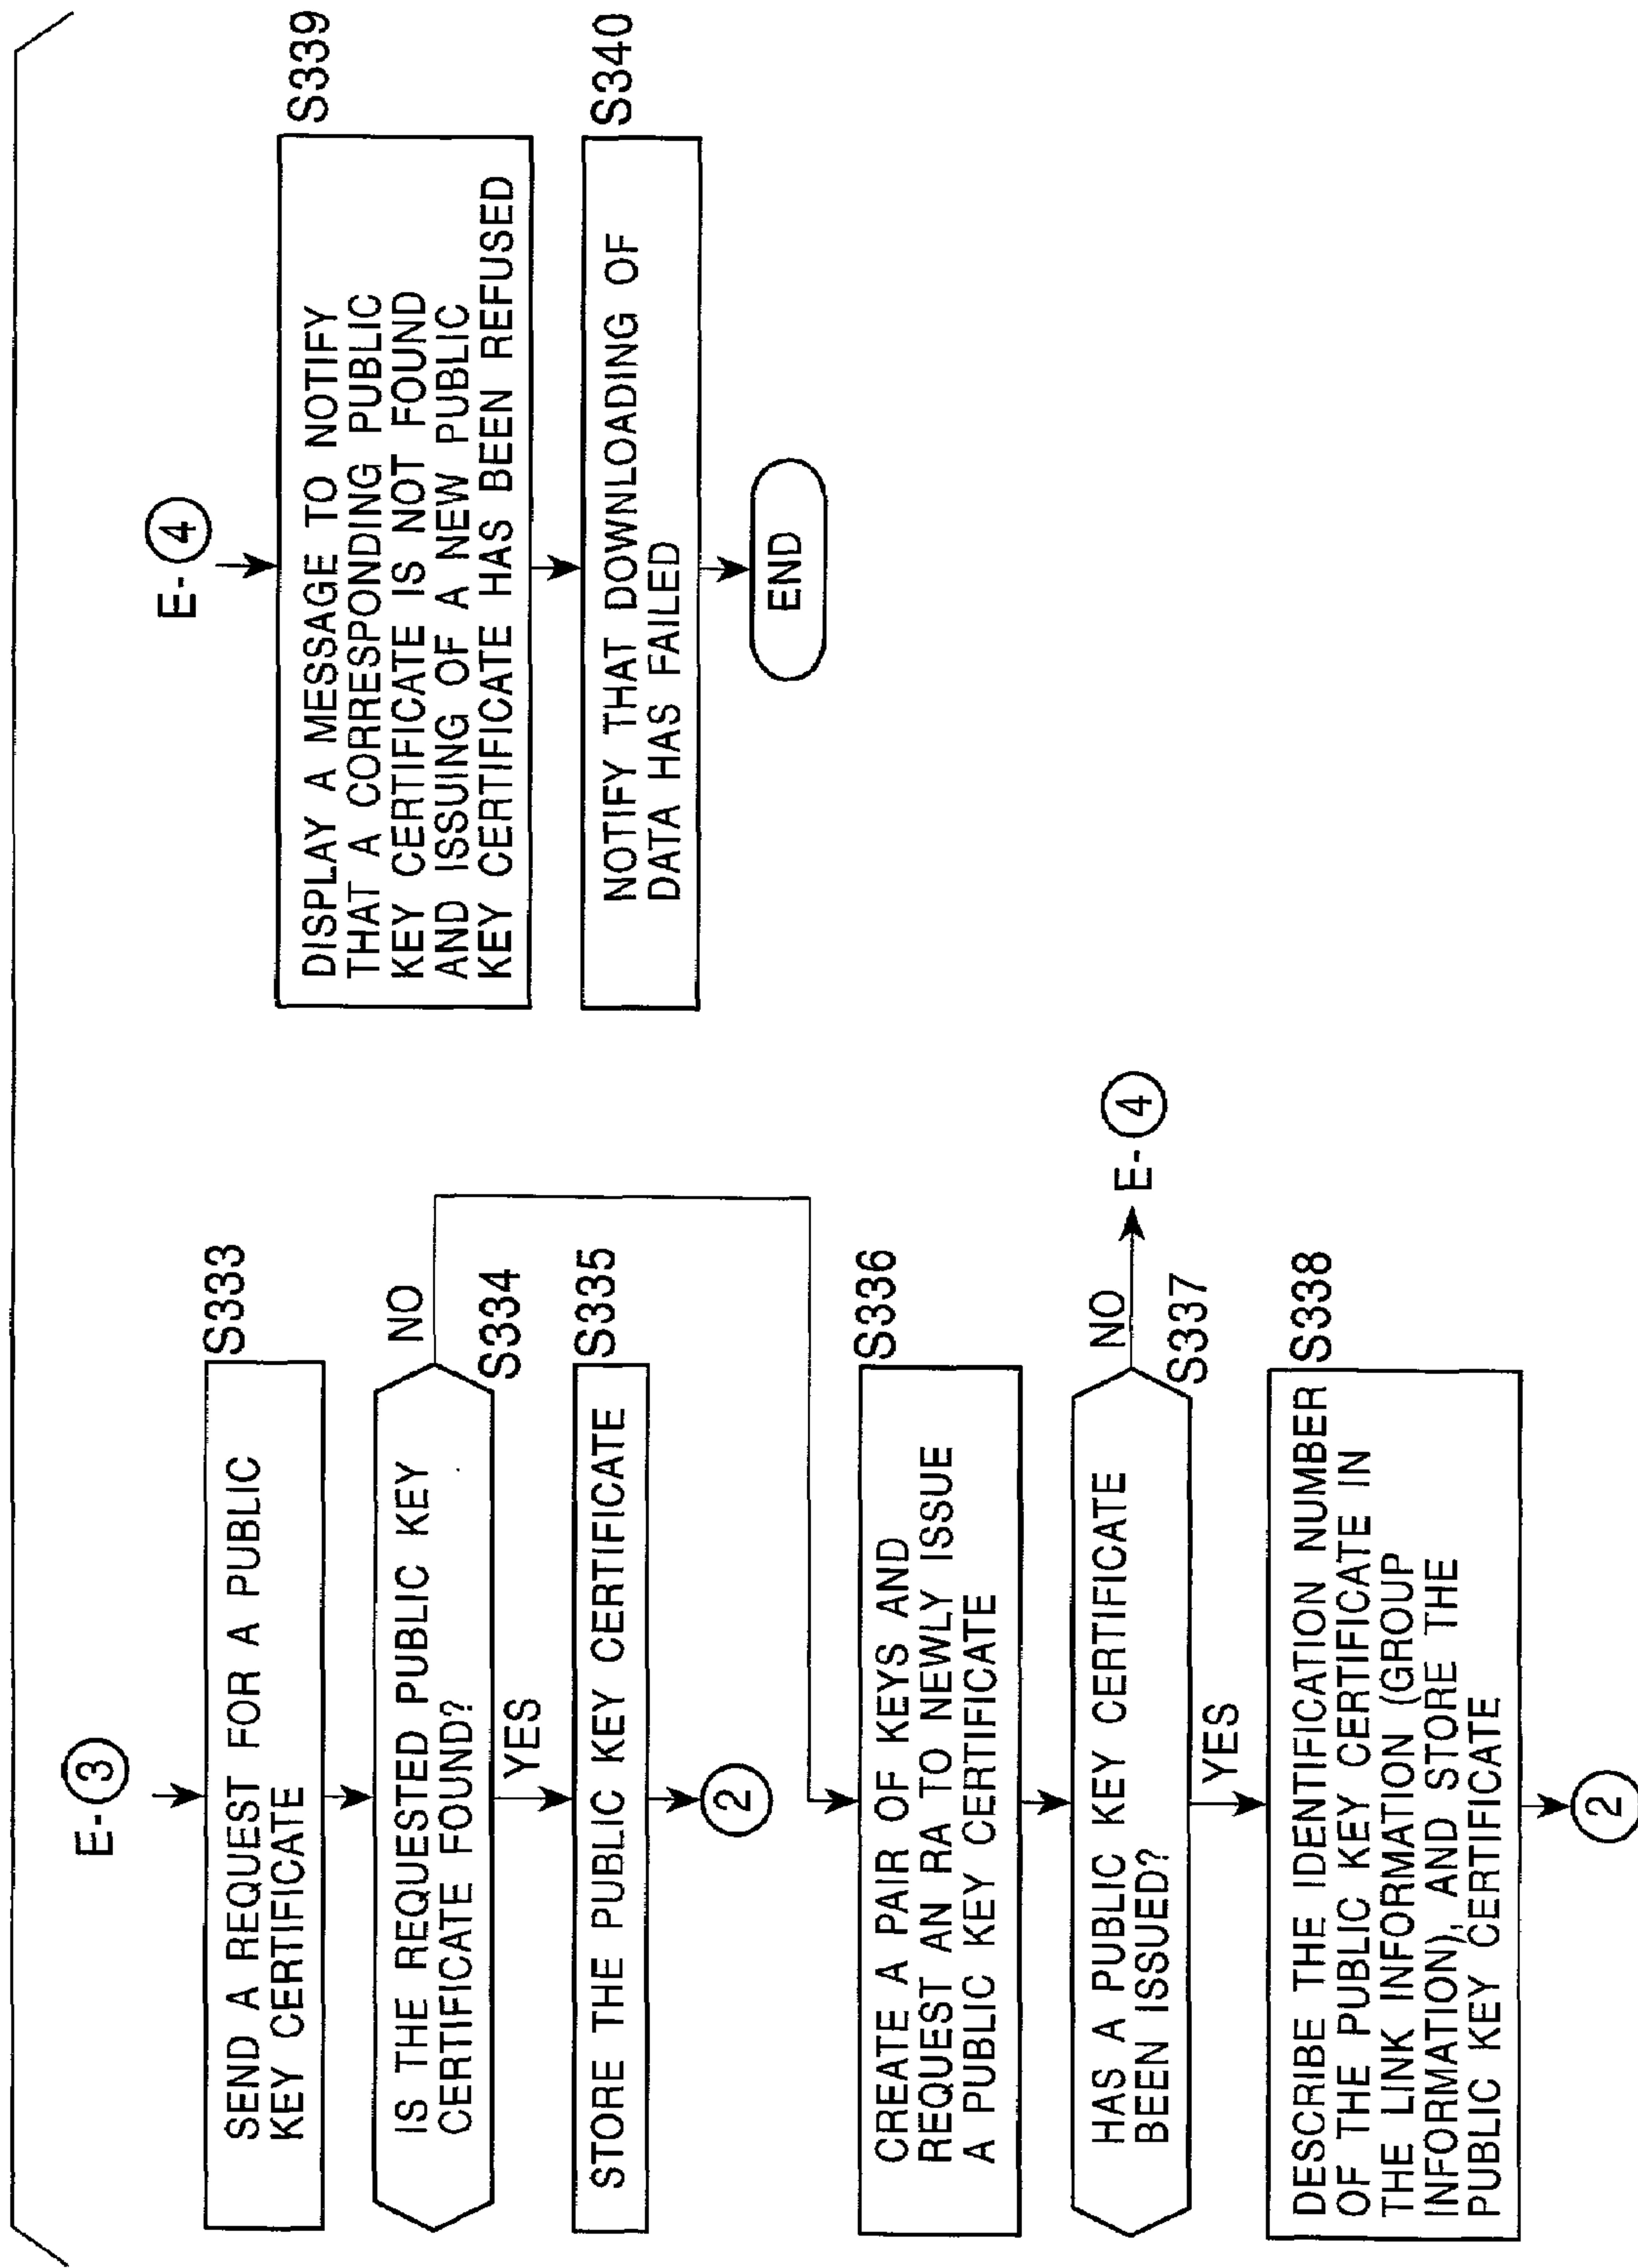 E-③
SEND A REQUEST FOR A PUBLIC
KEY CERTIFICATE
S333
IS THE REQUESTED PUBLIC KEY
CERTIFICATE FOUND?
NO
S334
YES
STORE THE PUBLIC KEY CERTIFICATE
S335
②
CREATE A PAIR OF KEYS AND
REQUEST AN RA TO NEWLY ISSUE
A PUBLIC KEY CERTIFICATE
S336
HAS A PUBLIC KEY CERTIFICATE
BEEN ISSUED?
NO
E-④
S337
YES
DESCRIBE THE IDENTIFICATION NUMBER
OF THE PUBLIC KEY CERTIFICATE IN
THE LINK INFORMATION (GROUP
INFORMATION), AND STORE THE
PUBLIC KEY CERTIFICATE
S338
②
E-④
DISPLAY A MESSAGE TO NOTIFY
THAT A CORRESPONDING PUBLIC
KEY CERTIFICATE IS NOT FOUND
AND ISSUING OF A NEW PUBLIC
KEY CERTIFICATE HAS BEEN REFUSED
S339
NOTIFY THAT DOWNLOADING OF
DATA HAS FAILED
S340
END